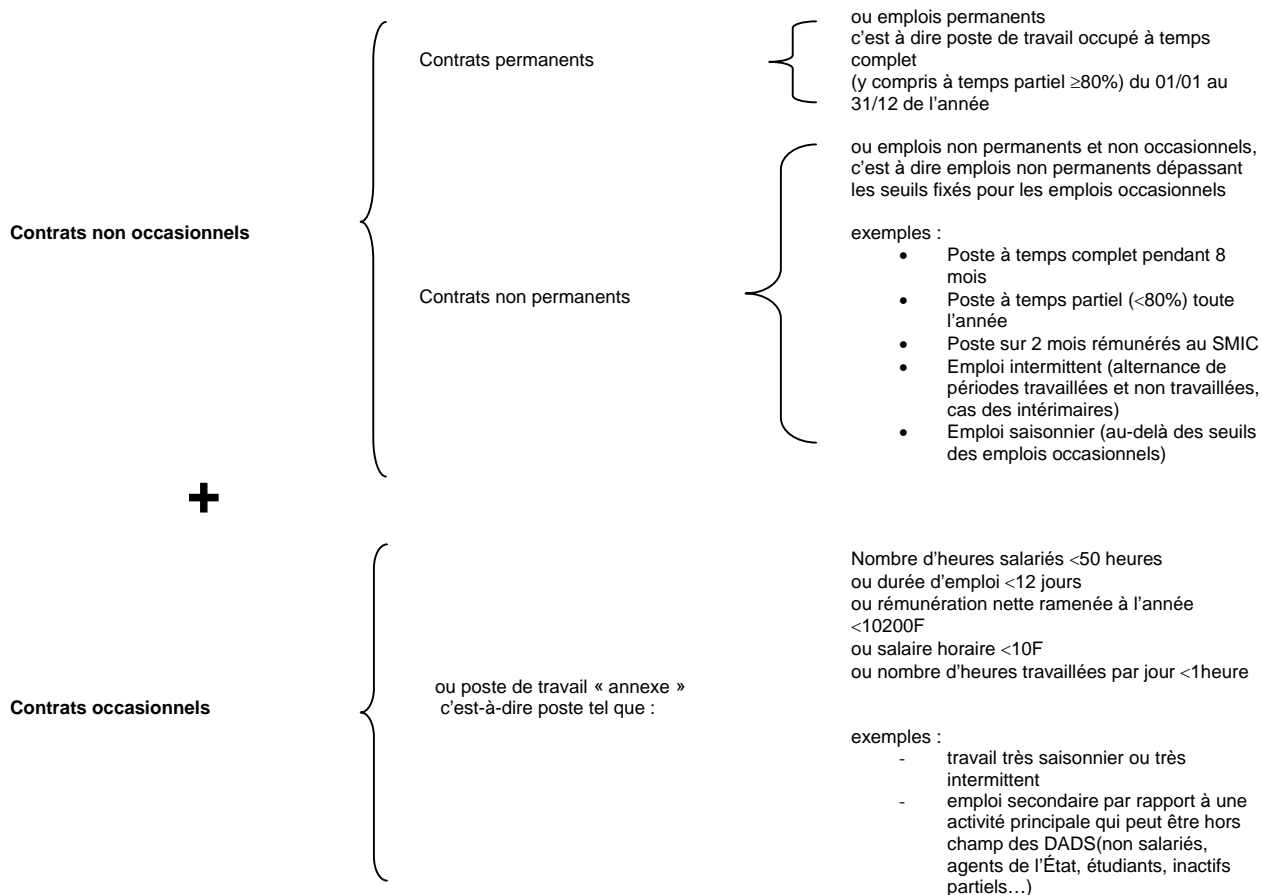 Contrats non occasionnels
Contrats permanents
ou emplois permanents
c'est à dire poste de travail occupé à temps
complet
(y compris à temps partiel ≥80%) du 01/01 au
31/12 de l'année
Contrats non permanents
ou emplois non permanents et non occasionnels,
c'est à dire emplois non permanents dépassant
les seuils fixés pour les emplois occasionnels
exemples :
• Poste à temps complet pendant 8
mois
• Poste à temps partiel (<80%) toute
l'année
• Poste sur 2 mois rémunérés au SMIC
• Emploi intermittent (alternance de
périodes travaillées et non travaillées,
cas des intérimaires)
• Emploi saisonnier (au-delà des seuils
des emplois occasionnels)
+
Contrats occasionnels
ou poste de travail « annexe »
c'est-à-dire poste tel que :
Nombre d'heures salariés <50 heures
ou durée d'emploi <12 jours
ou rémunération nette ramenée à l'année
<10200F
ou salaire horaire <10F
ou nombre d'heures travaillées par jour <1heure
exemples :
- travail très saisonnier ou très
intermittent
- emploi secondaire par rapport à une
activité principale qui peut être hors
champ des DADS(non salariés,
agents de l'État, étudiants, inactifs
partiels…)